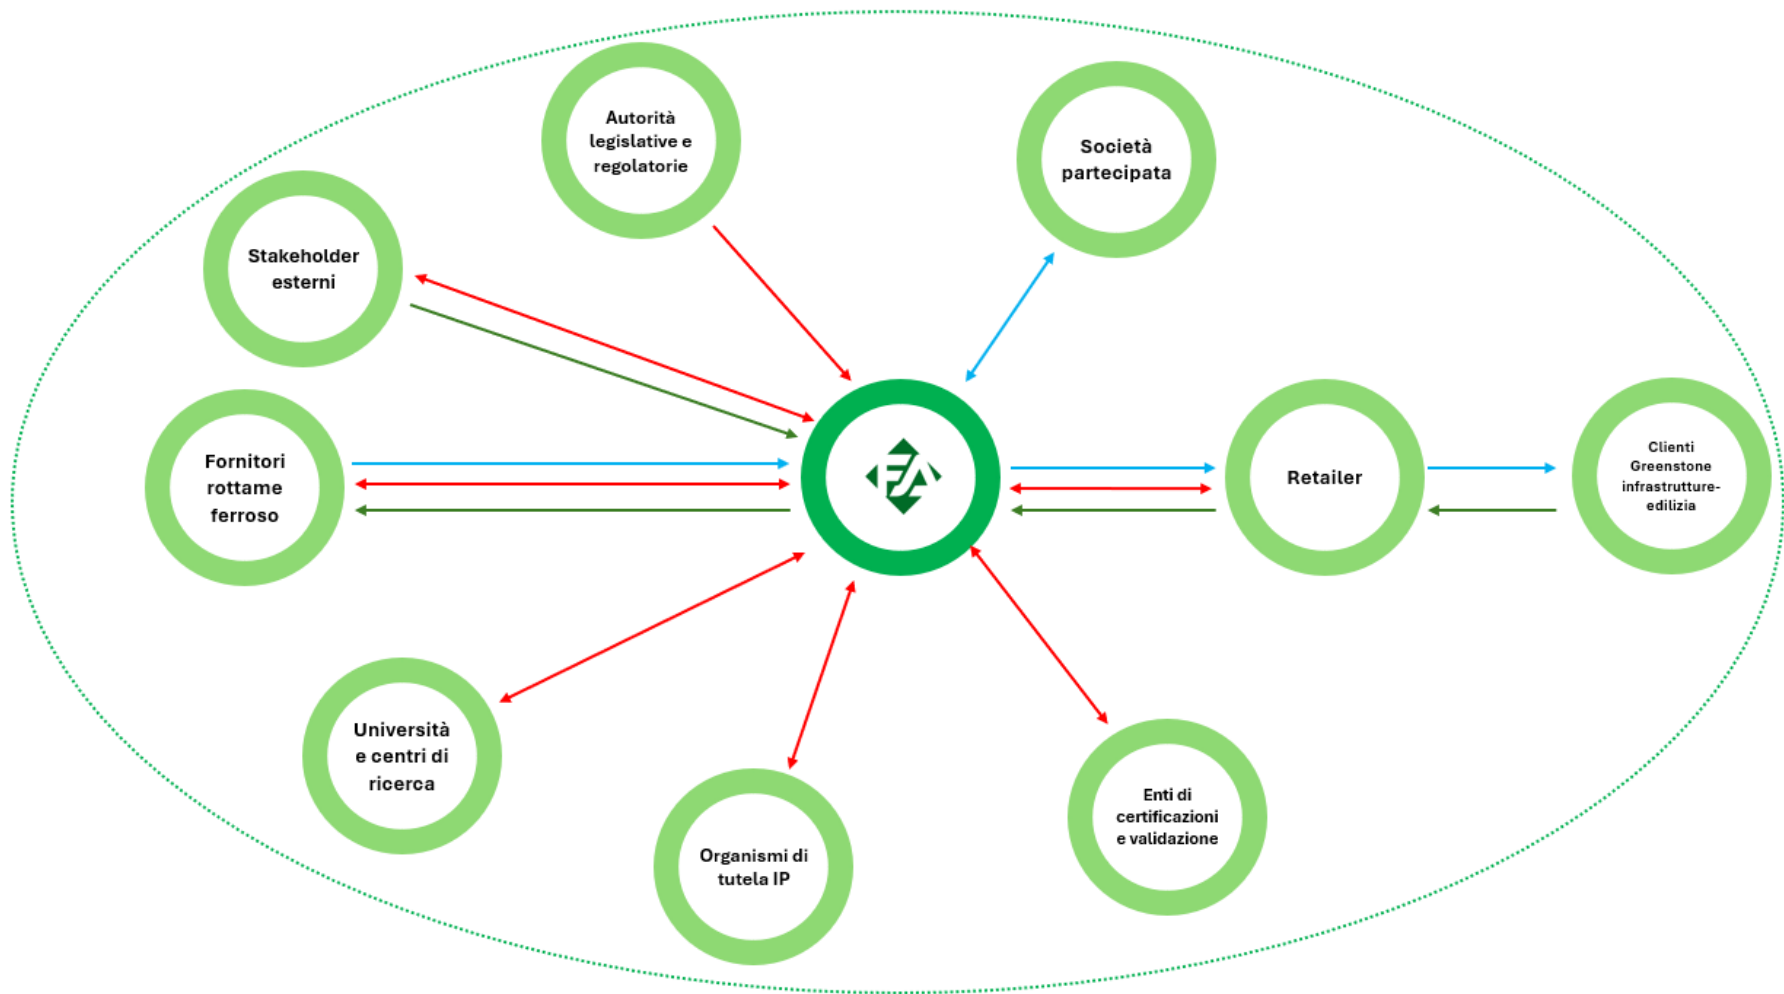 Autorità
legislative e
regolatorie
Società
partecipata
Stakeholder
esterni
Fornitori
rottame
ferroso
FA
Retailer
Clienti
Greenstone
infrastrutture-
edilizia
Università
e centri di
ricerca
Organismi di
tutela IP
Enti di
certificazioni
e validazione